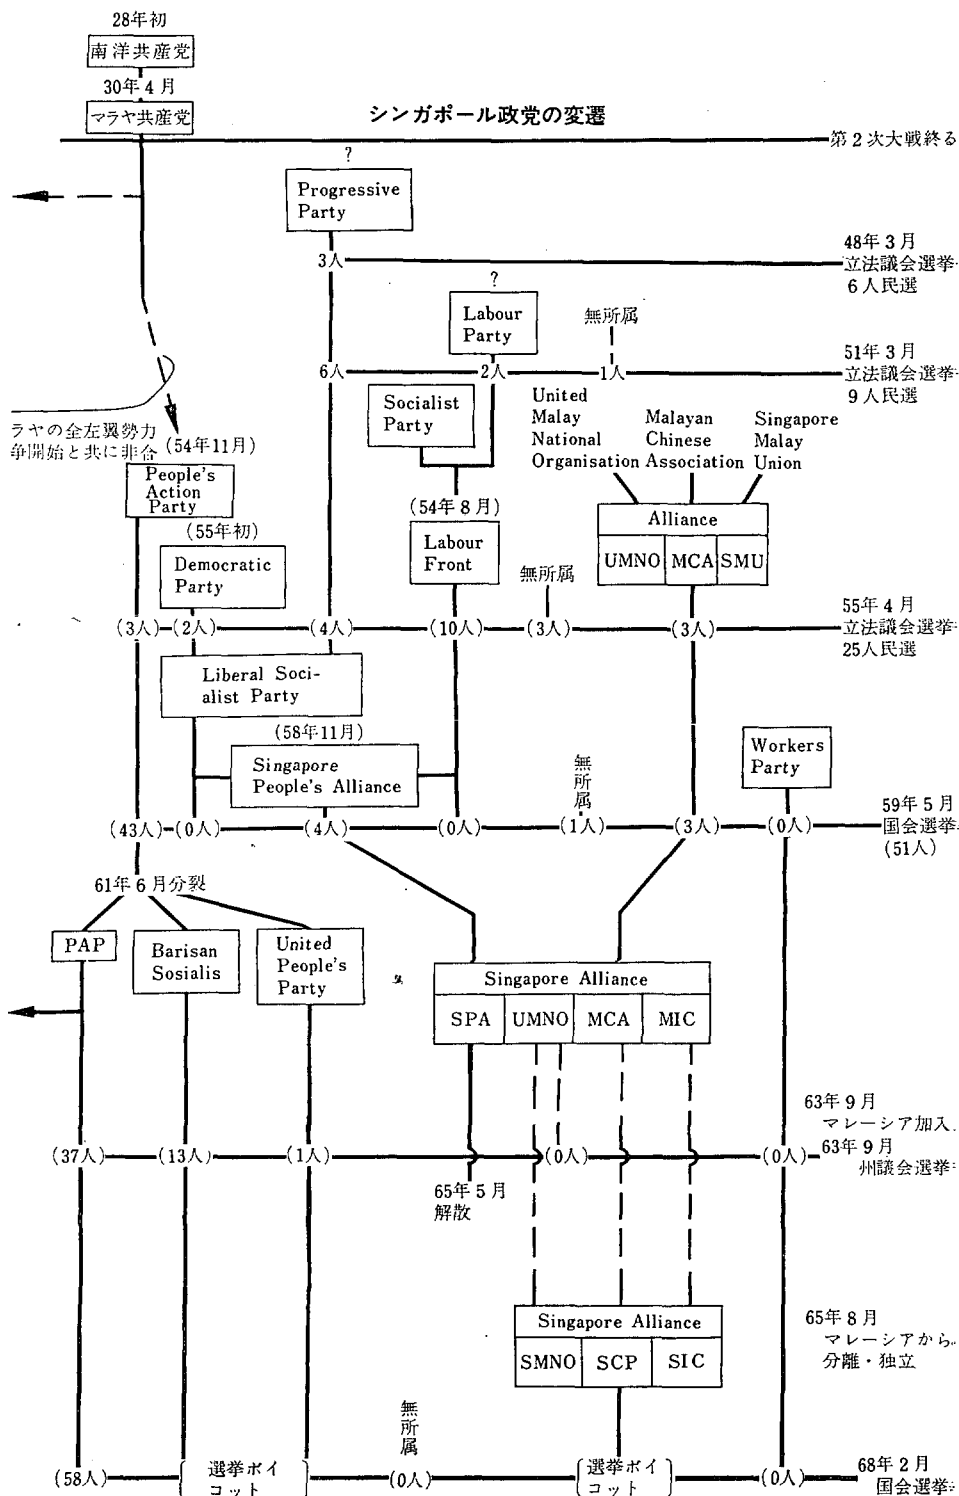 28年初
南洋共産党
30年4月
マラヤ共産党
シンガポール政党の変遷
第2次大戦終る
?
Progressive
Party
3人
48年3月
立法議会選挙
6人民選
?
Labour
Party
無所属
6人
2人
1人
51年3月
立法議会選挙
9人民選
Socialist
Party
United
Malay
National
Organisation
Malayan
Chinese
Association
Singapore
Malay
Union
ラヤの全左翼勢力
争開始と共に非合
(54年11月)
People's
Action
Party
(54年8月)
Labour
Front
Alliance
UMNO MCA SMU
(55年初)
Democratic
Party
無所属
(3人) (2人) (4人) (10人) (3人) (3人)
55年4月
立法議会選挙
25人民選
Liberal Soci-
alist Party
(58年11月)
Singapore
People's Alliance
無所属
Workers
Party
(43人) (0人) (4人) (0人) (1人) (3人) (0人)
59年5月
国会選挙
(51人)
61年6月分裂
PAP
Barisan
Sosialis
United
People's
Party
Singapore Alliance
SPA UMNO MCA MIC
63年9月
マレーシア加入
(37人) (13人) (1人) (0人) (0人)
63年9月
州議会選挙
65年5月
解散
Singapore Alliance
SMNO SCP SIC
65年8月
マレーシアから
分離・独立
無所属
(58人)
選挙ボイ
コット
(0人)
選挙ボイ
コット
(0人)
68年2月
国会選挙